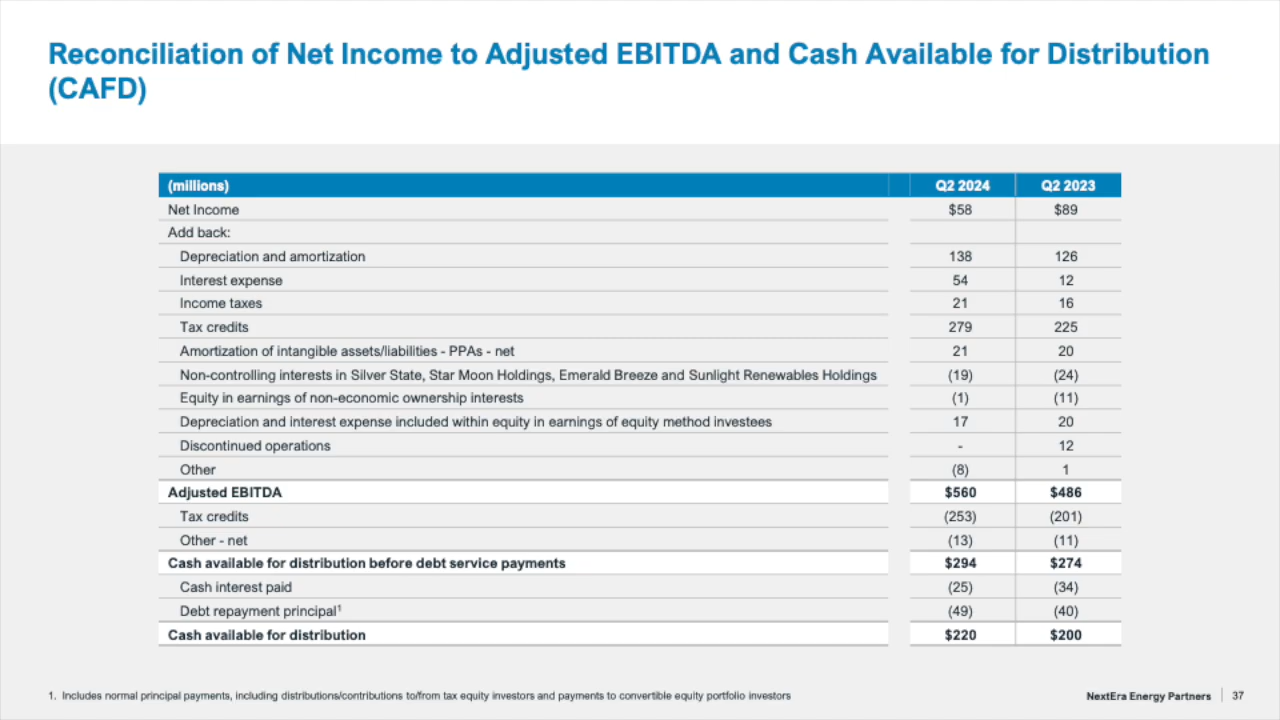 Reconciliation of Net Income to Adjusted EBITDA and Cash Available for Distribution
(CAFD)
(millions) Q2 2024 Q2 2023
Net Income $58 $89
Add back:
Depreciation and amortization 138 126
Interest expense 54 12
Income taxes 21 16
Tax credits 279 225
Amortization of intangible assets/liabilities - PPAs - net 21 20
Non-controlling interests in Silver State, Star Moon Holdings, Emerald Breeze and Sunlight Renewables Holdings (19) (24)
Equity in earnings of non-economic ownership interests (1) (11)
Depreciation and interest expense included within equity in earnings of equity method investees 17 20
Discontinued operations - 12
Other (8) 1
Adjusted EBITDA $560 $486
Tax credits (253) (201)
Other - net (13) (11)
Cash available for distribution before debt service payments $294 $274
Cash interest paid (25) (34)
Debt repayment principal¹ (49) (40)
Cash available for distribution $220 $200
1. Includes normal principal payments, including distributions/contributions to/from tax equity investors and payments to convertible equity portfolio investors
NextEra Energy Partners | 37